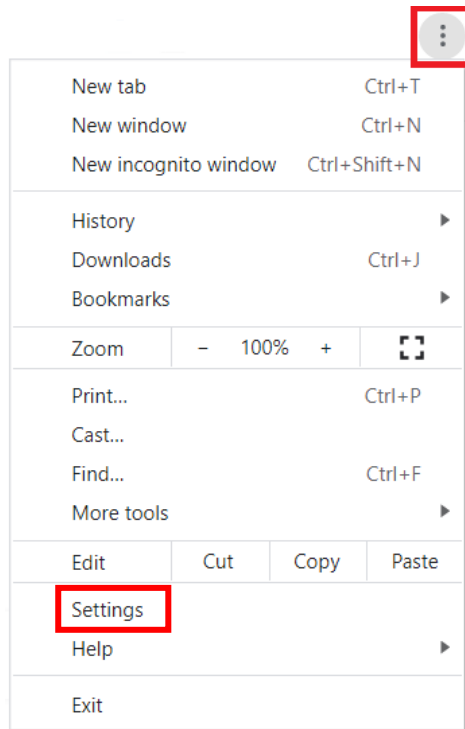 New tab Ctrl+T
New window Ctrl+N
New incognito window Ctrl+Shift+N
History
Downloads Ctrl+J
Bookmarks
Zoom − 100% +
Print... Ctrl+P
Cast...
Find... Ctrl+F
More tools
Edit Cut Copy Paste
Settings
Help
Exit